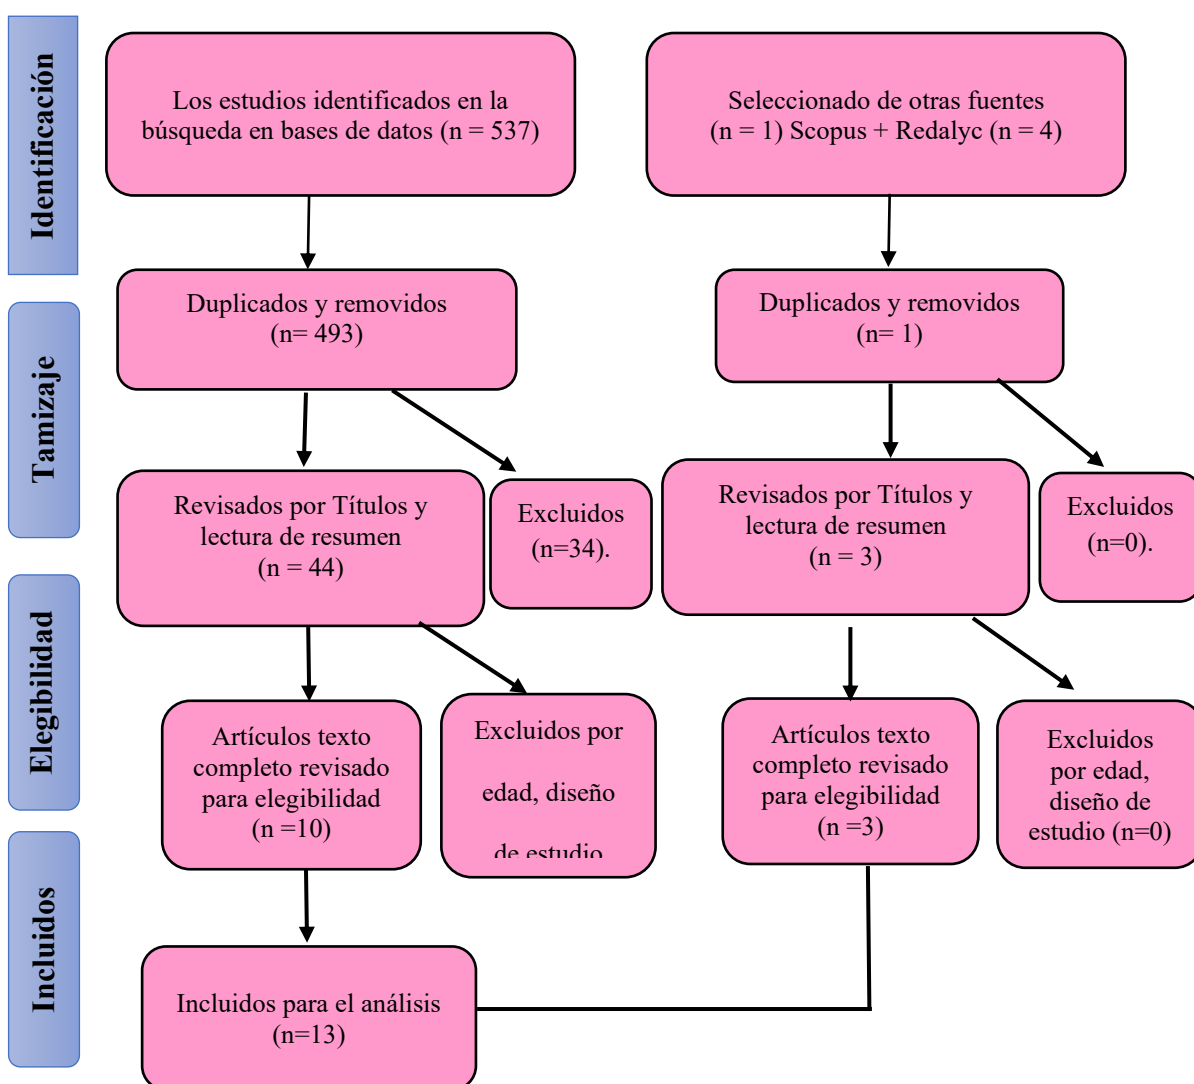 Identificación
Los estudios identificados en la
búsqueda en bases de datos (n = 537)
Seleccionado de otras fuentes
(n = 1) Scopus + Redalyc (n = 4)
Tamizaje
Duplicados y removidos
(n= 493)
Duplicados y removidos
(n= 1)
Revisados por Títulos y
lectura de resumen
(n = 44)
Excluidos
(n=34).
Revisados por Títulos y
lectura de resumen
(n = 3)
Excluidos
(n=0).
Elegibilidad
Artículos texto
completo revisado
para elegibilidad
(n =10)
Excluidos por
edad, diseño
de estudio
Artículos texto
completo revisado
para elegibilidad
(n =3)
Excluidos
por edad,
diseño de
estudio (n=0)
Incluidos
Incluidos para el análisis
(n=13)